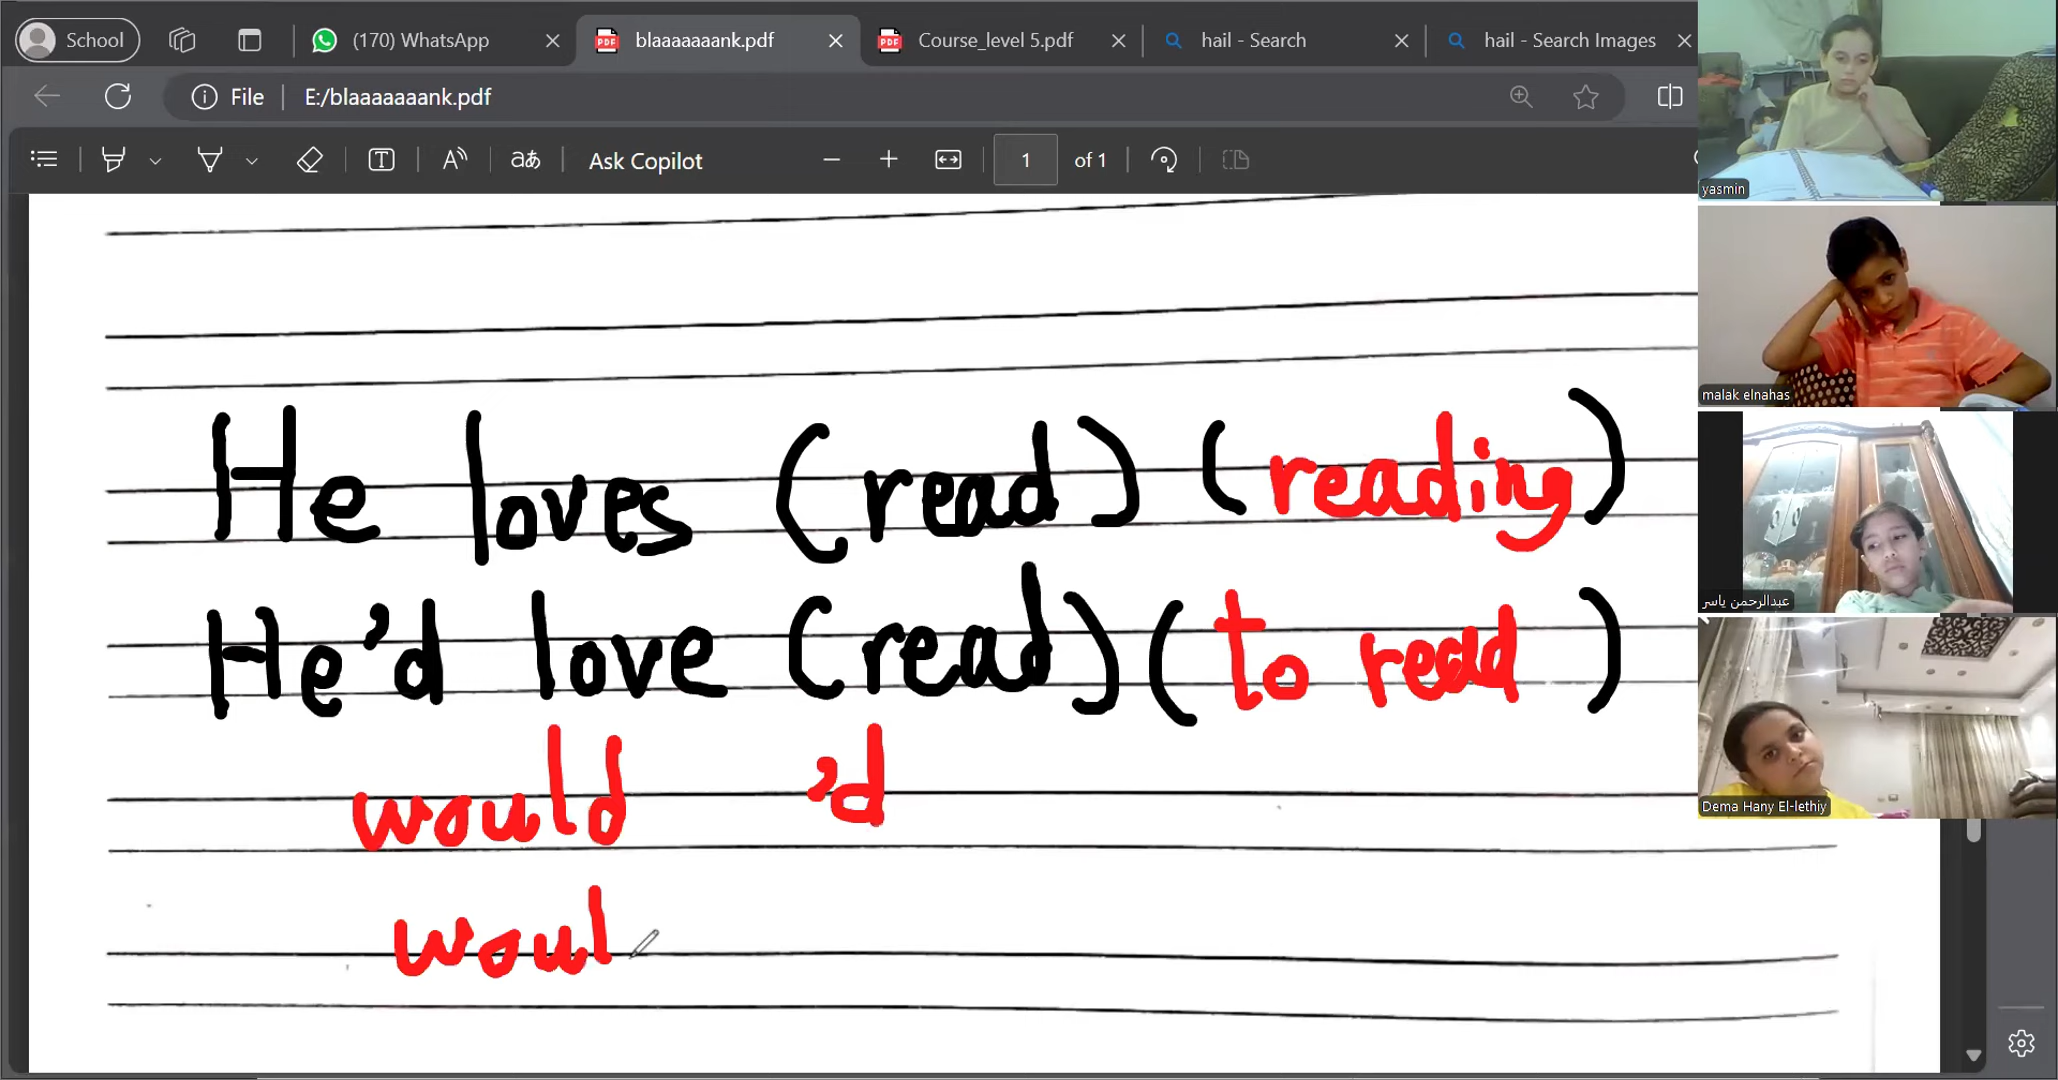 School
(170) WhatsApp
blaaaaaaank.pdf
Course_level 5.pdf
hail - Search
hail - Search Images
File
E:/blaaaaaaank.pdf
Ask Copilot
1 of 1
He loves (read) (reading)
He'd love (read) (to read)
would 'd
woul
yasmin
malak elnahas
عبدالرحمن ياسر
Dema Hany El-lethiy